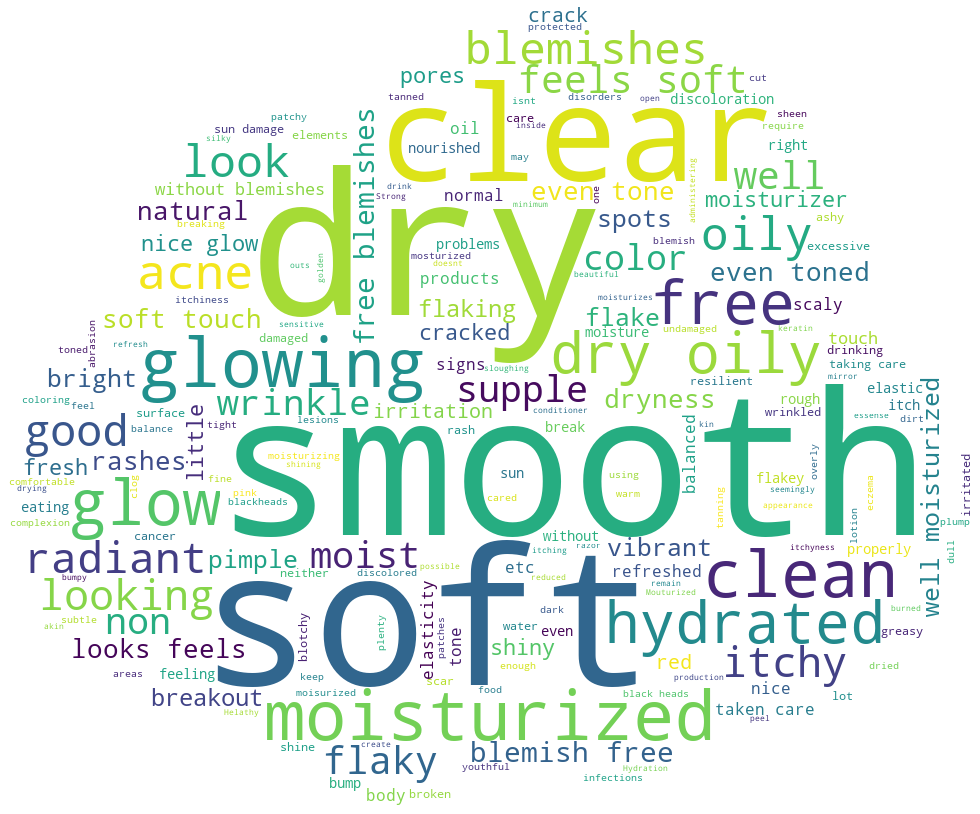 crack
protected
blemishes
feels soft
pores
cut
clear
tanned
isnt
disorders
open
discoloration
sheen
patchy
care
inside
require
sun damage
elements
oil
silky
look
nourished
may
right
free blemishes
well
without blemishes
drink
Strong
normal
even tone
one
administering
moisturizer
natural
minimum
spots
ashy
breaking
dry
oily
nice glow
problems
blemish
excessive
mosturized
color
outs
golden
doesnt
acne
products
beautiful
even toned
itchiness
moisturizes
free
scaly
soft touch
flaking
flake
sensitive
undamaged
keratin
toned
abrasion
damaged
cracked
moisture
touch
drinking
refresh
sloughing
mirror
glowing
signs
dry oily
taking care
bright
feel
supple
resilient
elastic
coloring
wrinkle
irritation
conditioner
dryness
rough
itch
essense
surface
little
lesions
kin
wrinkled
dirt
good
balance
tight
rash
break
well moisturized
rashes
moisturizing
shining
smooth
sun
balanced
overly
irritated
fresh
comfortable
clog
fine
using
flakey
eczema
drying
blackheads
warm
seemingly
pink
cared
tanning
appearance
plump
eating
glow
complexion
lotion
dull
cancer
without
itchyness
vibrant
properly
radiant
pimple
moist
itching
razor
etc
possible
refreshed
clean
bumpy
neither
discolored
reduced
remain
Mouturized
looking
soft
burned
non
subtle
akin
plenty
elasticity
patches
dark
water
hydrated
blotchy
tone
even
greasy
looks feels
shiny
red
itchy
dried
areas
feeling
keep
moisurized
scar
enough
food
production
nice
peel
breakout
black heads
lot
Helathy
moisturized
taken care
shine
create
blemish free
flaky
youthful
Hydration
infections
bump
body
broken